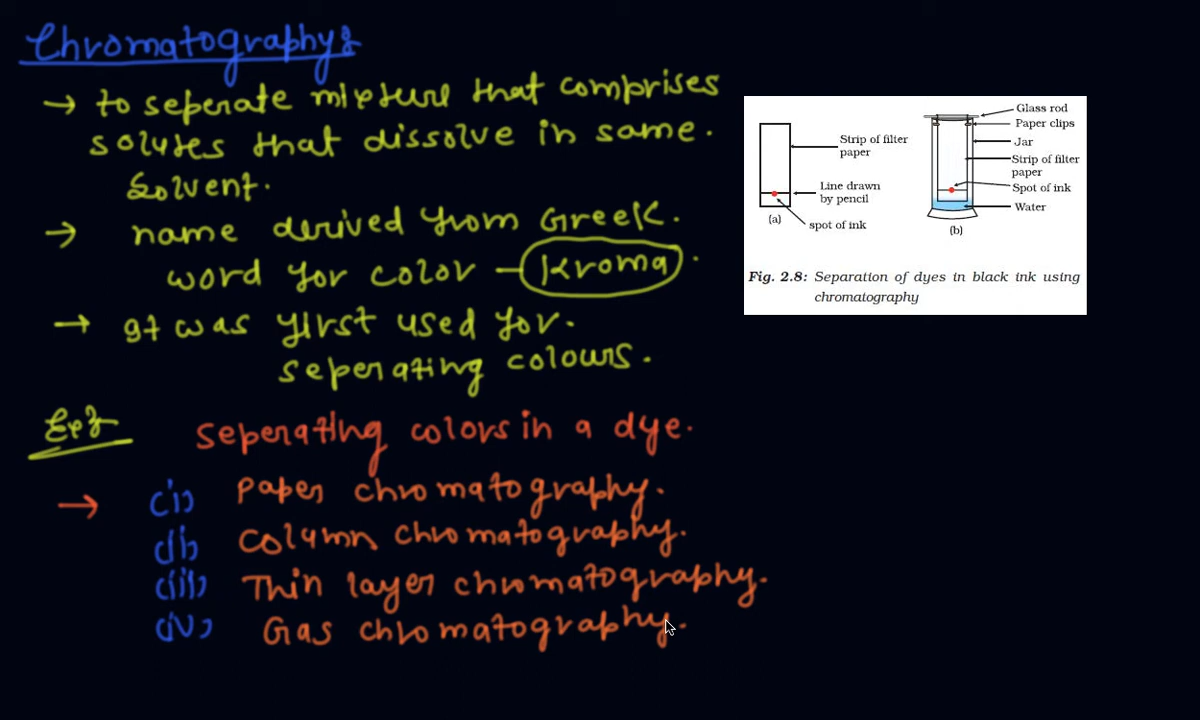 Chromatography:
→ to seperate mixture that comprises
solutes that dissolve in same.
Solvent.
→ name derived from Greek.
word for color - Kroma.
→ It was first used for.
seperating colours.
Ex:
seperating colors in a dye.
→ (i) Paper chromatography.
(ii) Column chromatography.
(iii) Thin layer chromatography.
(iv) Gas chromatography.
Strip of filter
paper
Line drawn
by pencil
spot of ink
(a)
Glass rod
Paper clips
Jar
Strip of filter
paper
Spot of ink
Water
(b)
Fig. 2.8: Separation of dyes in black ink using
chromatography